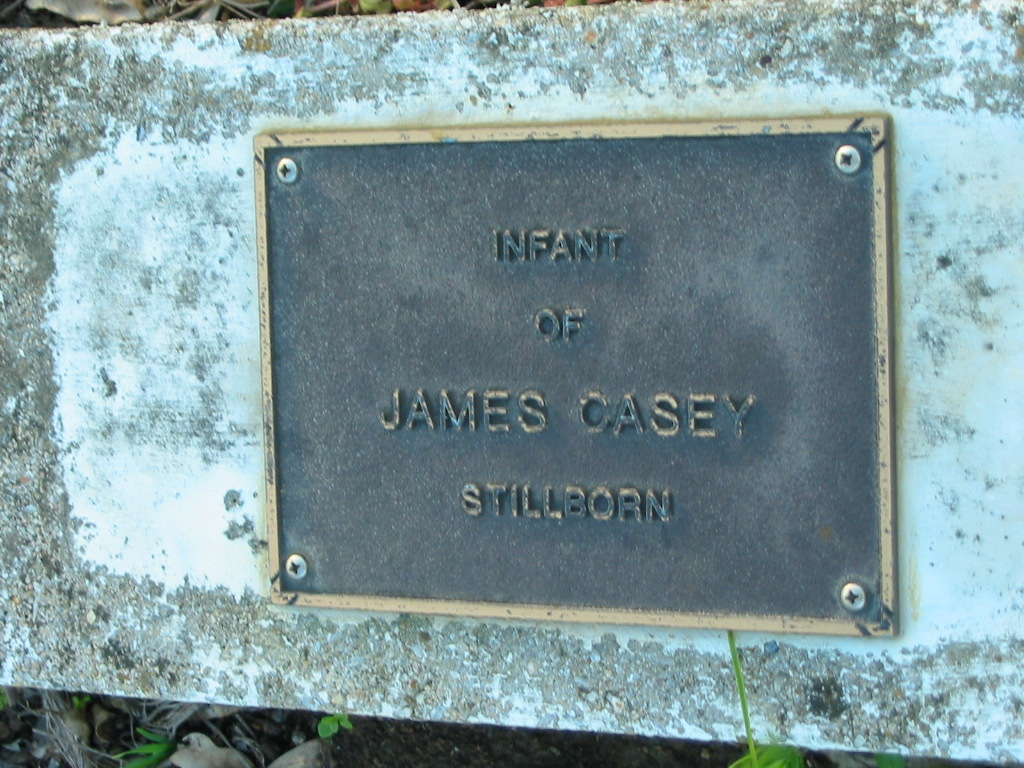 INFANT
OF
JAMES CASEY
STILLBORN